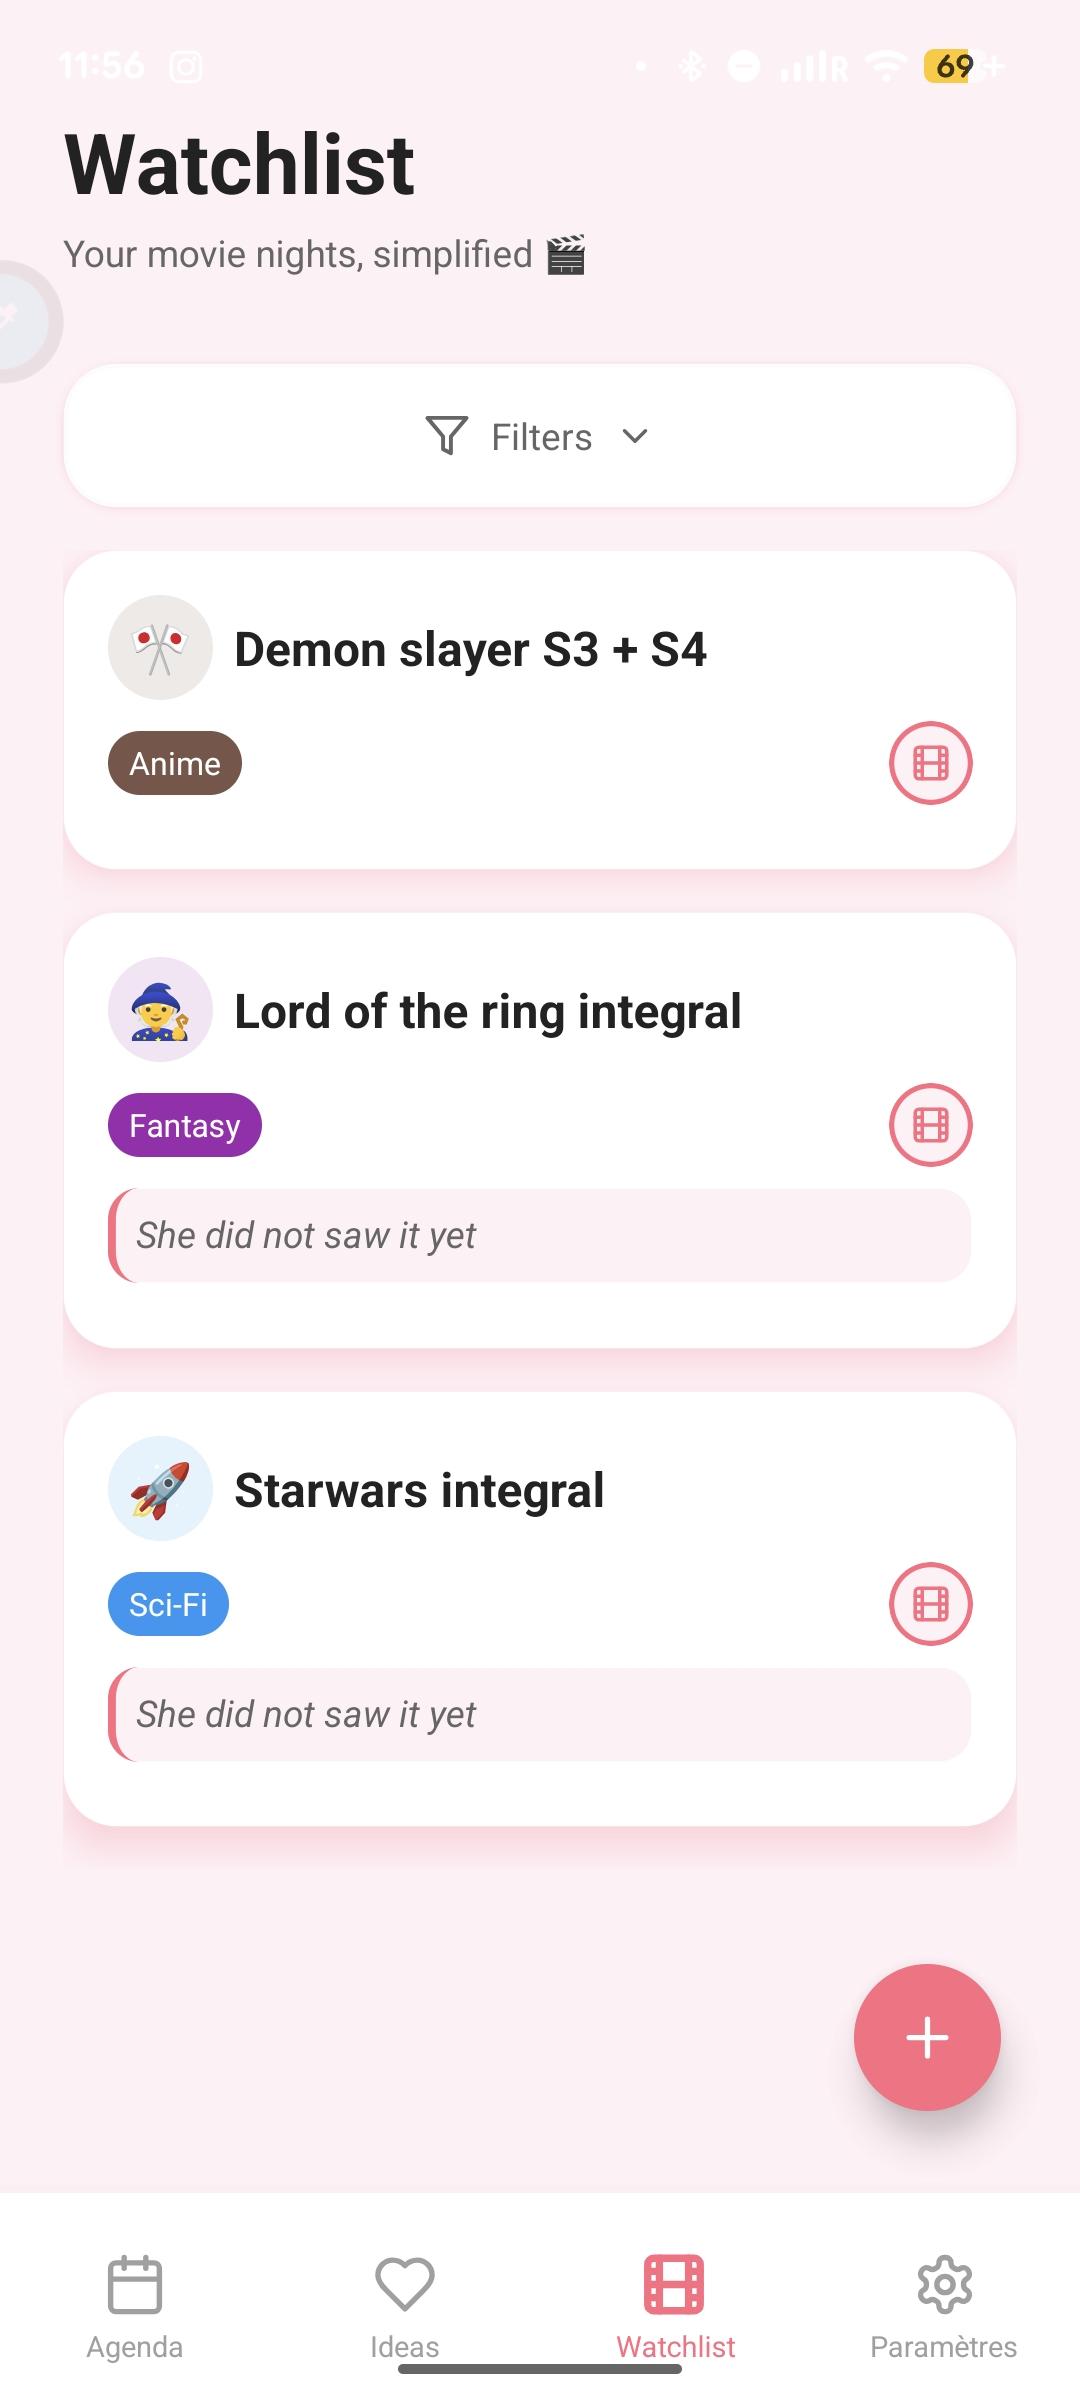 11:56
R 69+
Watchlist
Your movie nights, simplified 🎬
Filters
Demon slayer S3 + S4
Anime
Lord of the ring integral
Fantasy
She did not saw it yet
Starwars integral
Sci-Fi
She did not saw it yet
Agenda Ideas Watchlist Paramètres